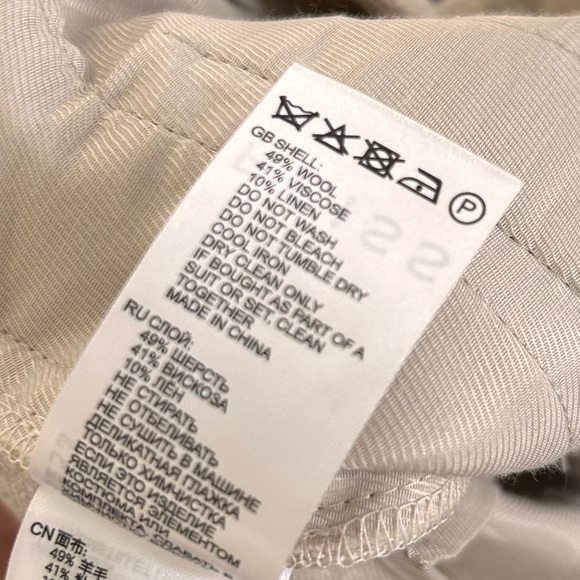 P
GB SHELL:
49% WOOL
41% VISCOSE
10% LINEN
DO NOT WASH
DO NOT BLEACH
DO NOT TUMBLE DRY
COOL IRON
DRY CLEAN ONLY
IF BOUGHT AS PART OF A
SUIT OR SET, CLEAN
TOGETHER
MADE IN CHINA
RU СЛОЙ:
49% ШЕРСТЬ
41% ВИСКОЗА
10% ЛЁН
НЕ СТИРАТЬ
НЕ ОТБЕЛИВАТЬ
НЕ СУШИТЬ В МАШИНЕ
ДЕЛИКАТНАЯ ГЛАЖКА
ТОЛЬКО ХИМЧИСТКА
ЕСЛИ ЭТО ИЗДЕЛИЕ
ЯВЛЯЕТСЯ ЭЛЕМЕНТОМ
КОСТЮМА ИЛИ
CN 面布:
49% 羊毛